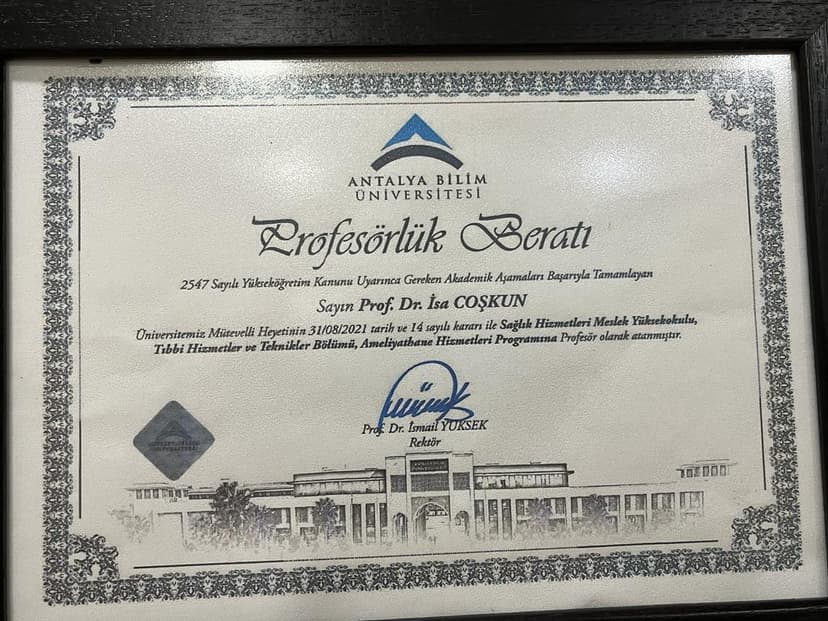 ANTALYA BİLİM
ÜNİVERSİTESİ
Profesörlük Beratı
2547 Sayılı Yükseköğretim Kanunu Uyarınca Gereken Akademik Aşamaları Başarıyla Tamamlayan
Sayın Prof. Dr. İsa COŞKUN
Üniversitemiz Mütevelli Heyetinin 31/08/2021 tarih ve 14 sayılı kararı ile Sağlık Hizmetleri Meslek Yüksekokulu,
Tıbbi Hizmetler ve Teknikler Bölümü, Ameliyathane Hizmetleri Programına Profesör olarak atanmıştır.
Prof. Dr. İsmail YÜKSEK
Rektör